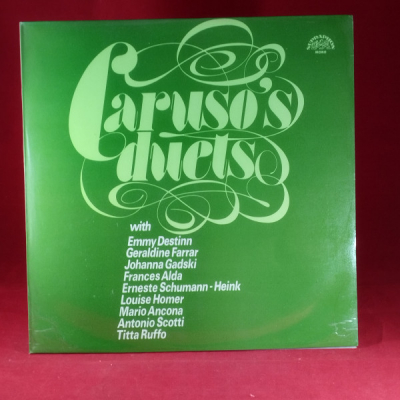 SUPRAPHON
Caruso's
duets
with
Emmy Destinn
Geraldine Farrar
Johanna Gadski
Frances Alda
Erneste Schumann - Heink
Louise Homer
Mario Ancona
Antonio Scotti
Titta Ruffo